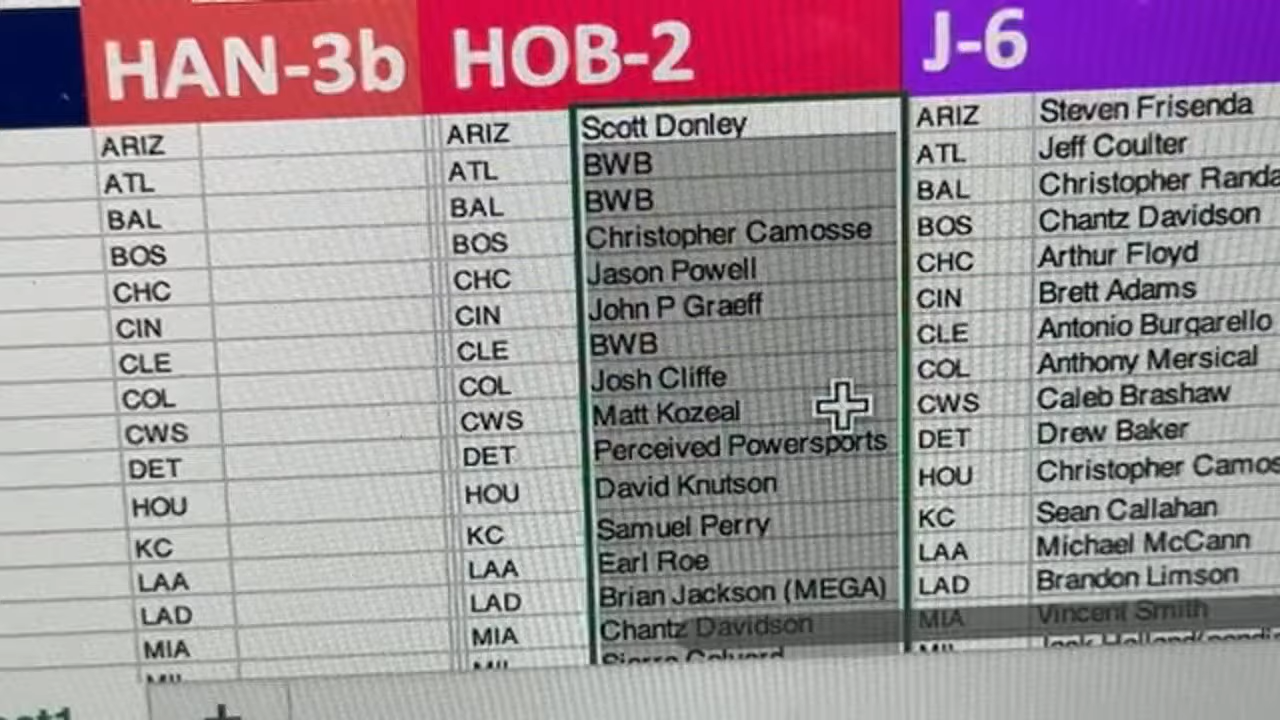 HAN-3b HOB-2 J-6
ARIZ ARIZ Scott Donley ARIZ Steven Frisenda
ATL ATL BWB ATL Jeff Coulter
BAL BAL BWB BAL Christopher Randa
BOS BOS Christopher Camosse BOS Chantz Davidson
CHC CHC Jason Powell CHC Arthur Floyd
CIN CIN John P Graeff CIN Brett Adams
CLE CLE BWB CLE Antonio Burgarello
COL COL Josh Cliffe COL Anthony Mersical
CWS CWS Matt Kozeal CWS Caleb Brashaw
DET DET Perceived Powersports DET Drew Baker
HOU HOU David Knutson HOU Christopher Camos
KC KC Samuel Perry KC Sean Callahan
LAA LAA Earl Roe LAA Michael McCann
LAD LAD Brian Jackson (MEGA) LAD Brandon Limson
MIA MIA Chantz Davidson MIA Vincent Smith